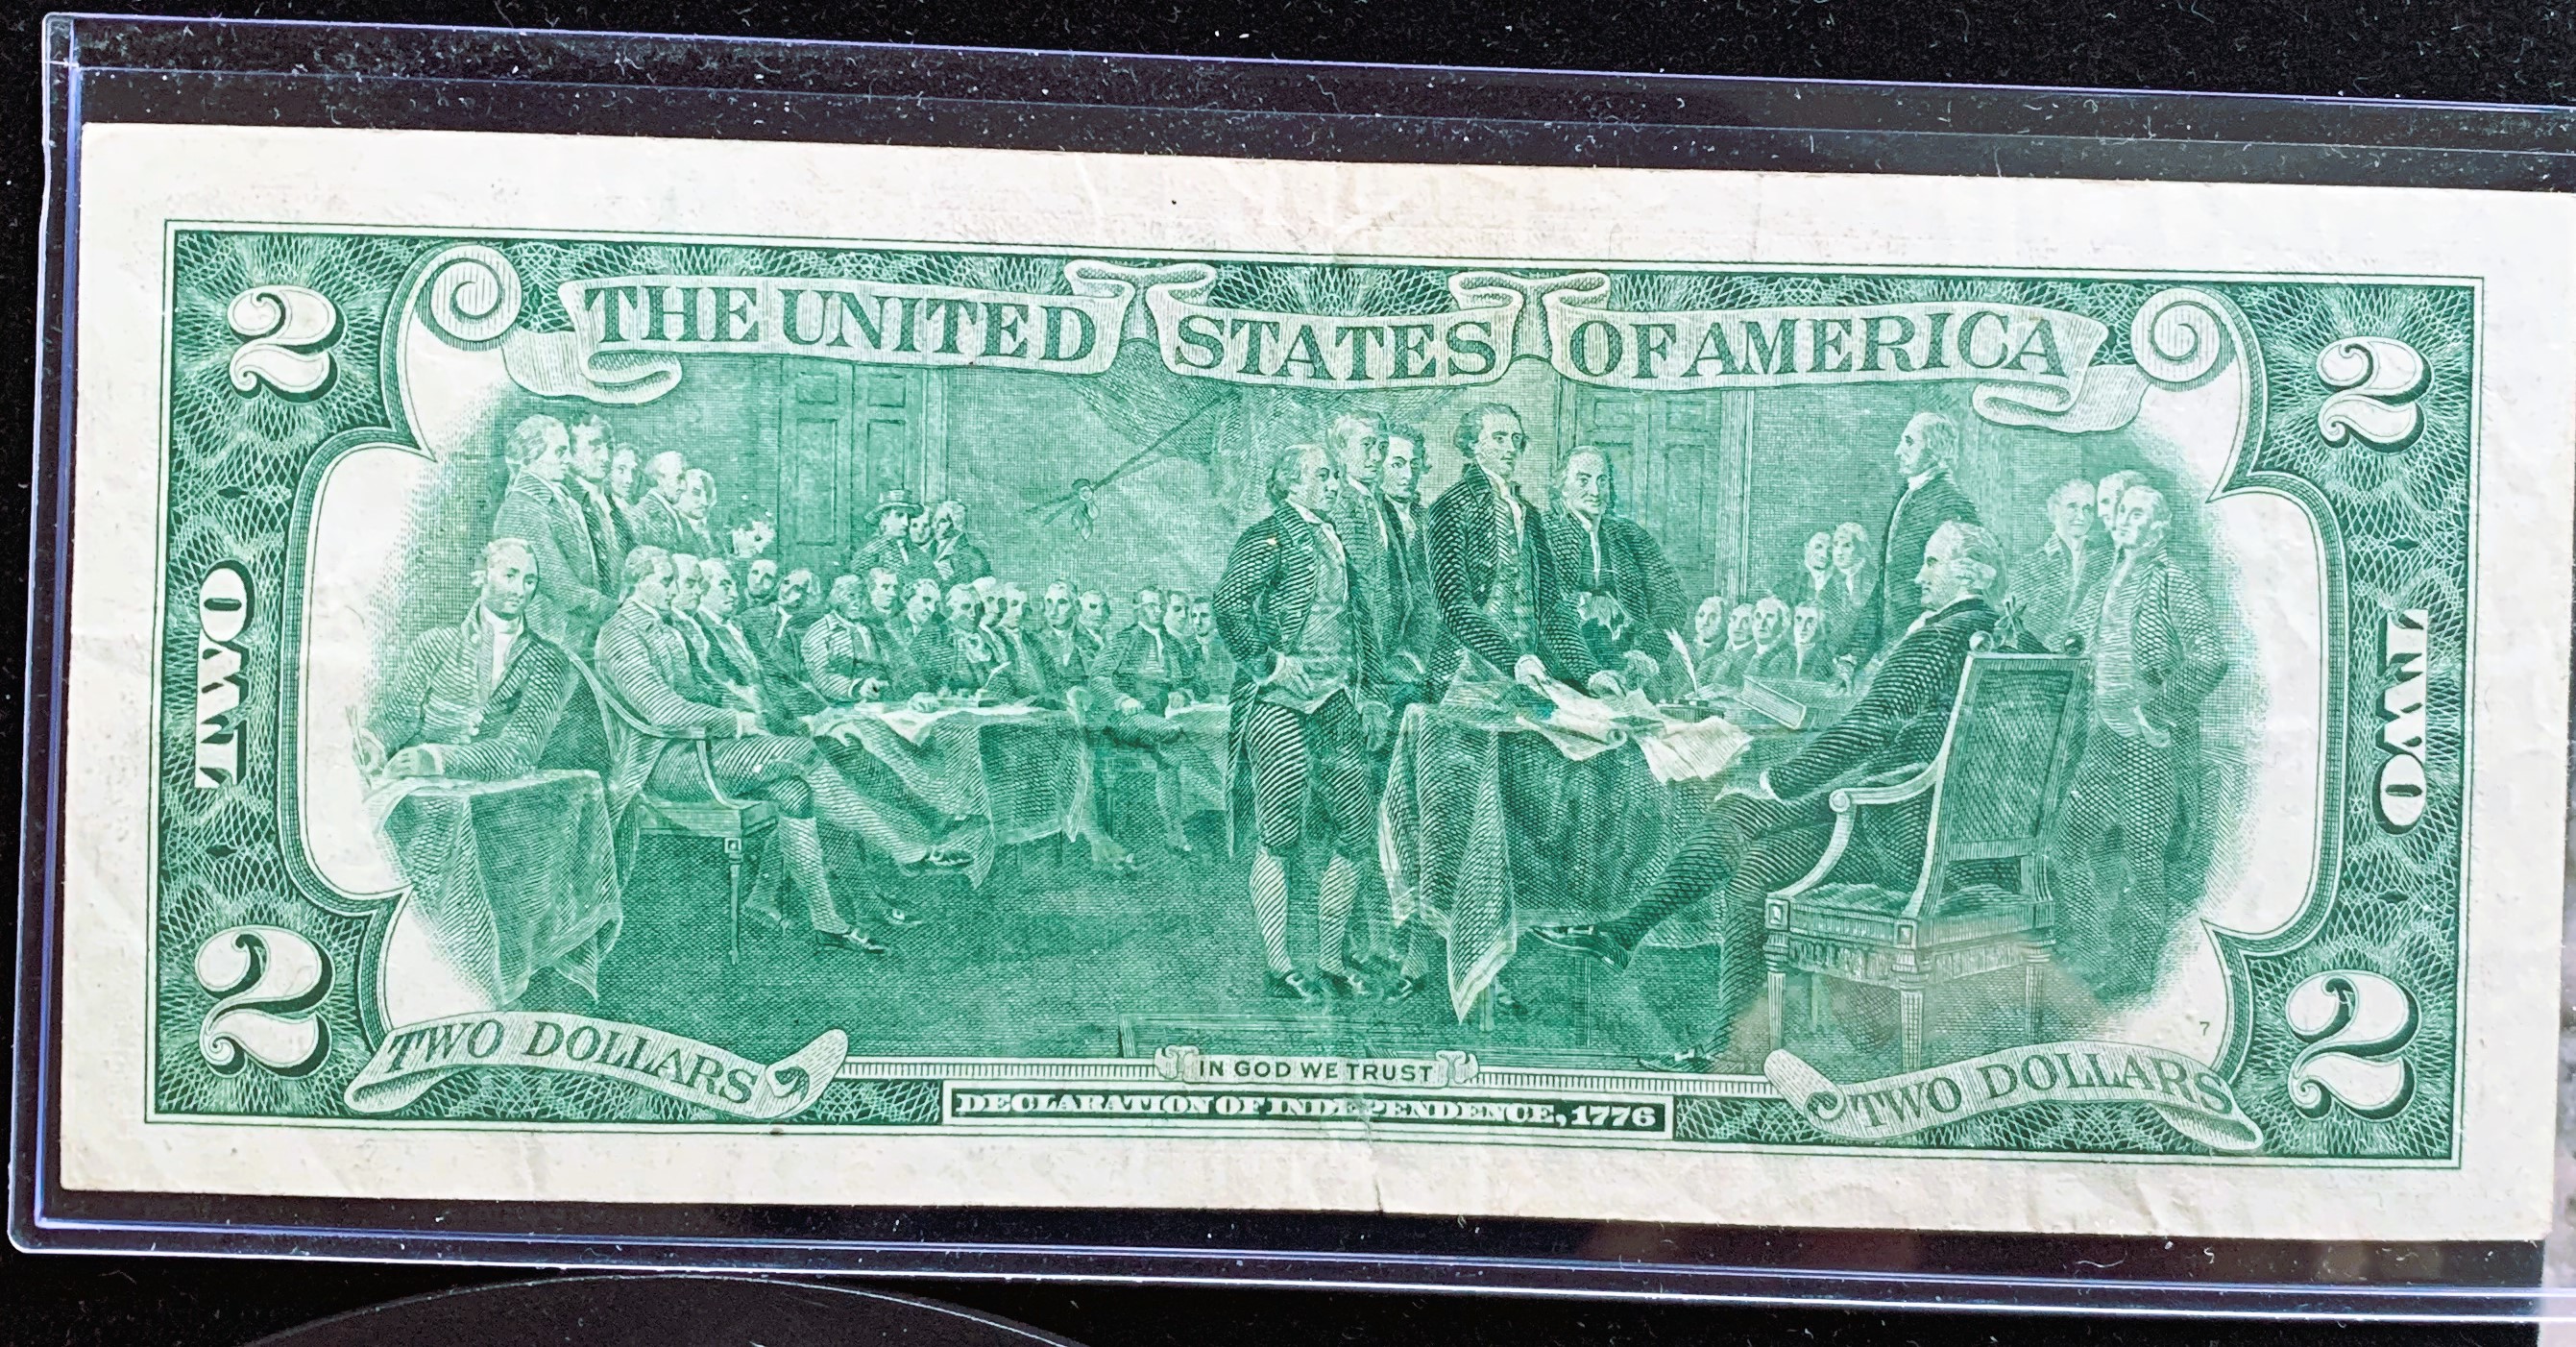 2 THE UNITED STATES OF AMERICA 2
TWO
TWO
2 TWO DOLLARS
IN GOD WE TRUST
7
TWO DOLLARS 2
DECLARATION OF INDEPENDENCE, 1776